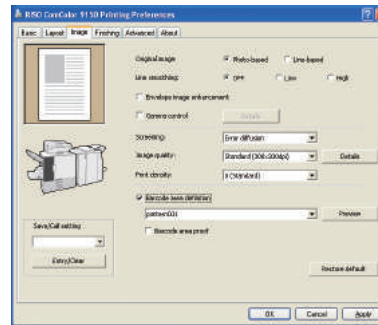 RISO ComColor 9150 Printing Preferences
Basic Layout Image Finishing Advanced About
Original image: Photo-based Line-based
Line smoothing: OFF Low High
Envelope image enhancement
Gamma control Details
Screening: Error diffusion
Image quality: Standard (300x300dpi) Details
Print density: 3 (Standard)
Barcode area definition
pattern001 Preview
Barcode area proof
Save/Call setting
Entry/Clear
Restore default
OK Cancel Apply